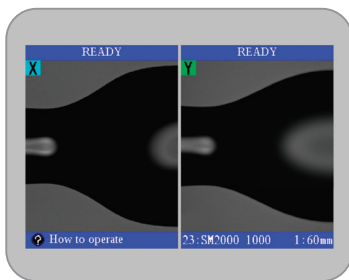 READY
READY
X
Y
? How to operate
23:SM2000 1000 1:60mm